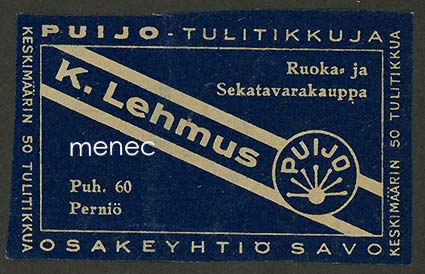 PUIJO-TULITIKKUJA
KESKIMÄÄRIN 50 TULITIKKUA
K. Lehmus
Ruoka- ja
Sekatavarakauppa
menec
PUIJO
Puh. 60
Perniö
KESKIMÄÄRIN 50 TULITIKKUA
OSAKEYHTIÖ SAVO